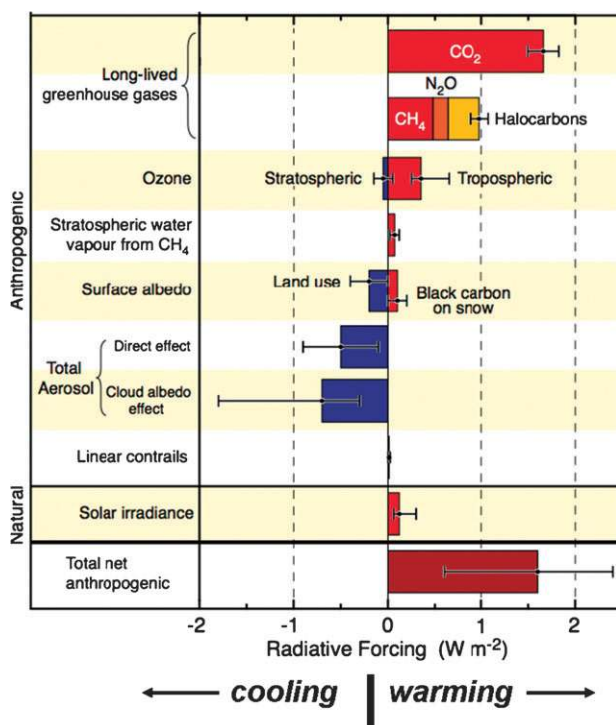 Anthropogenic
Natural
Long-lived
greenhouse gases
CO₂
N₂O
CH₄
Halocarbons
Ozone
Stratospheric
Tropospheric
Stratospheric water
vapour from CH₄
Surface albedo
Land use
Black carbon
on snow
Total
Aerosol
Direct effect
Cloud albedo
effect
Linear contrails
Solar irradiance
Total net
anthropogenic
-2 -1 0 1 2
Radiative Forcing (W m⁻²)
cooling warming